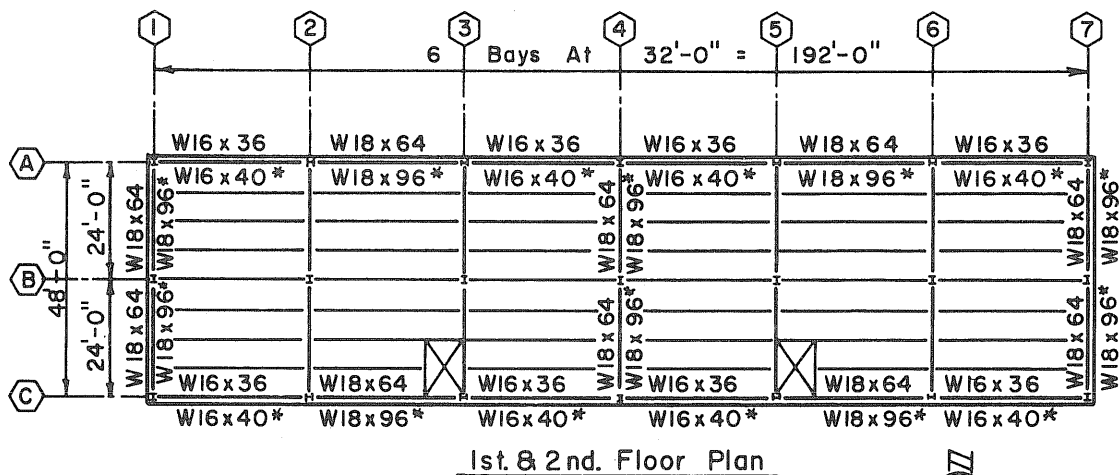 1 2 3 4 5 6 7
6 Bays At 32'-0" = 192'-0"
W16 x 36 W18 x 64 W16 x 36 W16 x 36 W18 x 64 W16 x 36
A
W16 x 40* W18 x 96* W16 x 40* W16 x 40* W18 x 96* W16 x 40*
W18 x 64 W18 x 96* W18 x 64 W18 x 96* W18 x 64 W18 x 96*
24'-0"
48'-0"
B
24'-0"
W18 x 64 W18 x 96* W18 x 64 W18 x 96* W18 x 64 W18 x 96*
W16 x 36 W18 x 64 W16 x 36 W16 x 36 W18 x 64 W16 x 36
C
W16 x 40* W18 x 96* W16 x 40* W16 x 40* W18 x 96* W16 x 40*
1st. & 2nd. Floor Plan